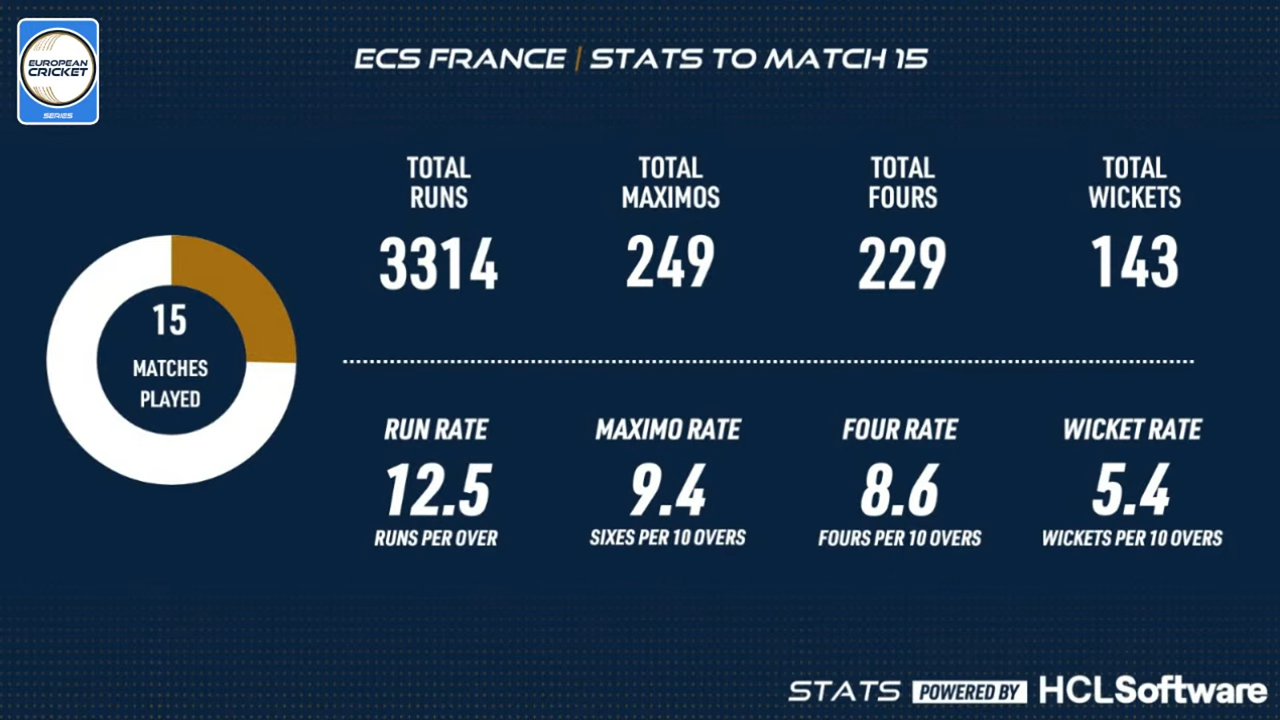 EUROPEAN
CRICKET
SERIES
ECS FRANCE | STATS TO MATCH 15
TOTAL
RUNS
3314
TOTAL
MAXIMOS
249
TOTAL
FOURS
229
TOTAL
WICKETS
143
15
MATCHES
PLAYED
RUN RATE
12.5
RUNS PER OVER
MAXIMO RATE
9.4
SIXES PER 10 OVERS
FOUR RATE
8.6
FOURS PER 10 OVERS
WICKET RATE
5.4
WICKETS PER 10 OVERS
STATS POWERED BY HCLSoftware